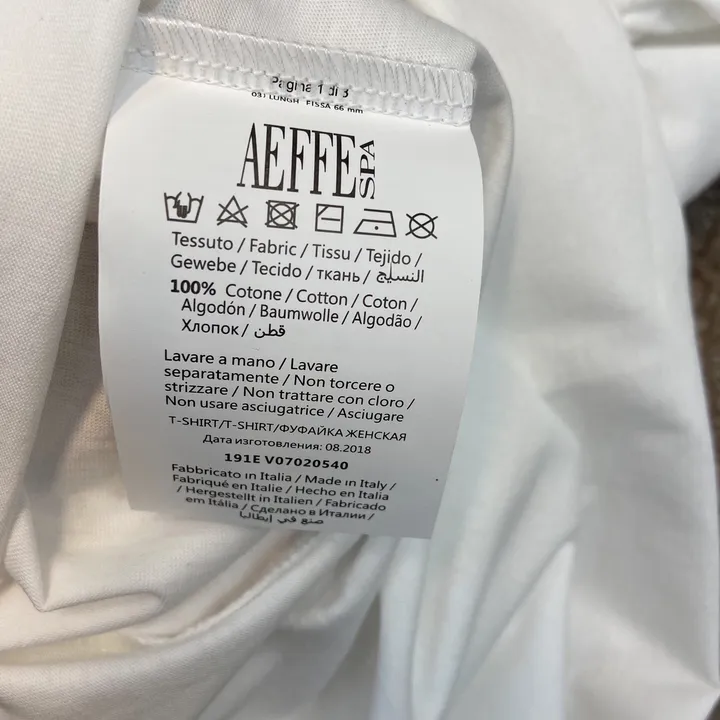 Pagina 1 di 3
031 LUNGH FISSA 66 mm
AEFFE SPA
Tessuto / Fabric / Tissu / Tejido /
Gewebe / Tecido / ткань / النسيج
100% Cotone / Cotton / Coton /
Algodón / Baumwolle / Algodão /
Хлопок / قطن
Lavare a mano / Lavare
separatamente / Non torcere o
strizzare / Non trattare con cloro /
Non usare asciugatrice / Asciugare
T-SHIRT/T-SHIRT/ФУФАЙКА ЖЕНСКАЯ
Дата изготовления: 08.2018
191E V07020540
Fabbricato in Italia / Made in Italy /
Fabriqué en Italie / Hecho en Italia
/ Hergestellt in Italien / Fabricado
em Itália / Сделано в Италии /
صنع في إيطاليا